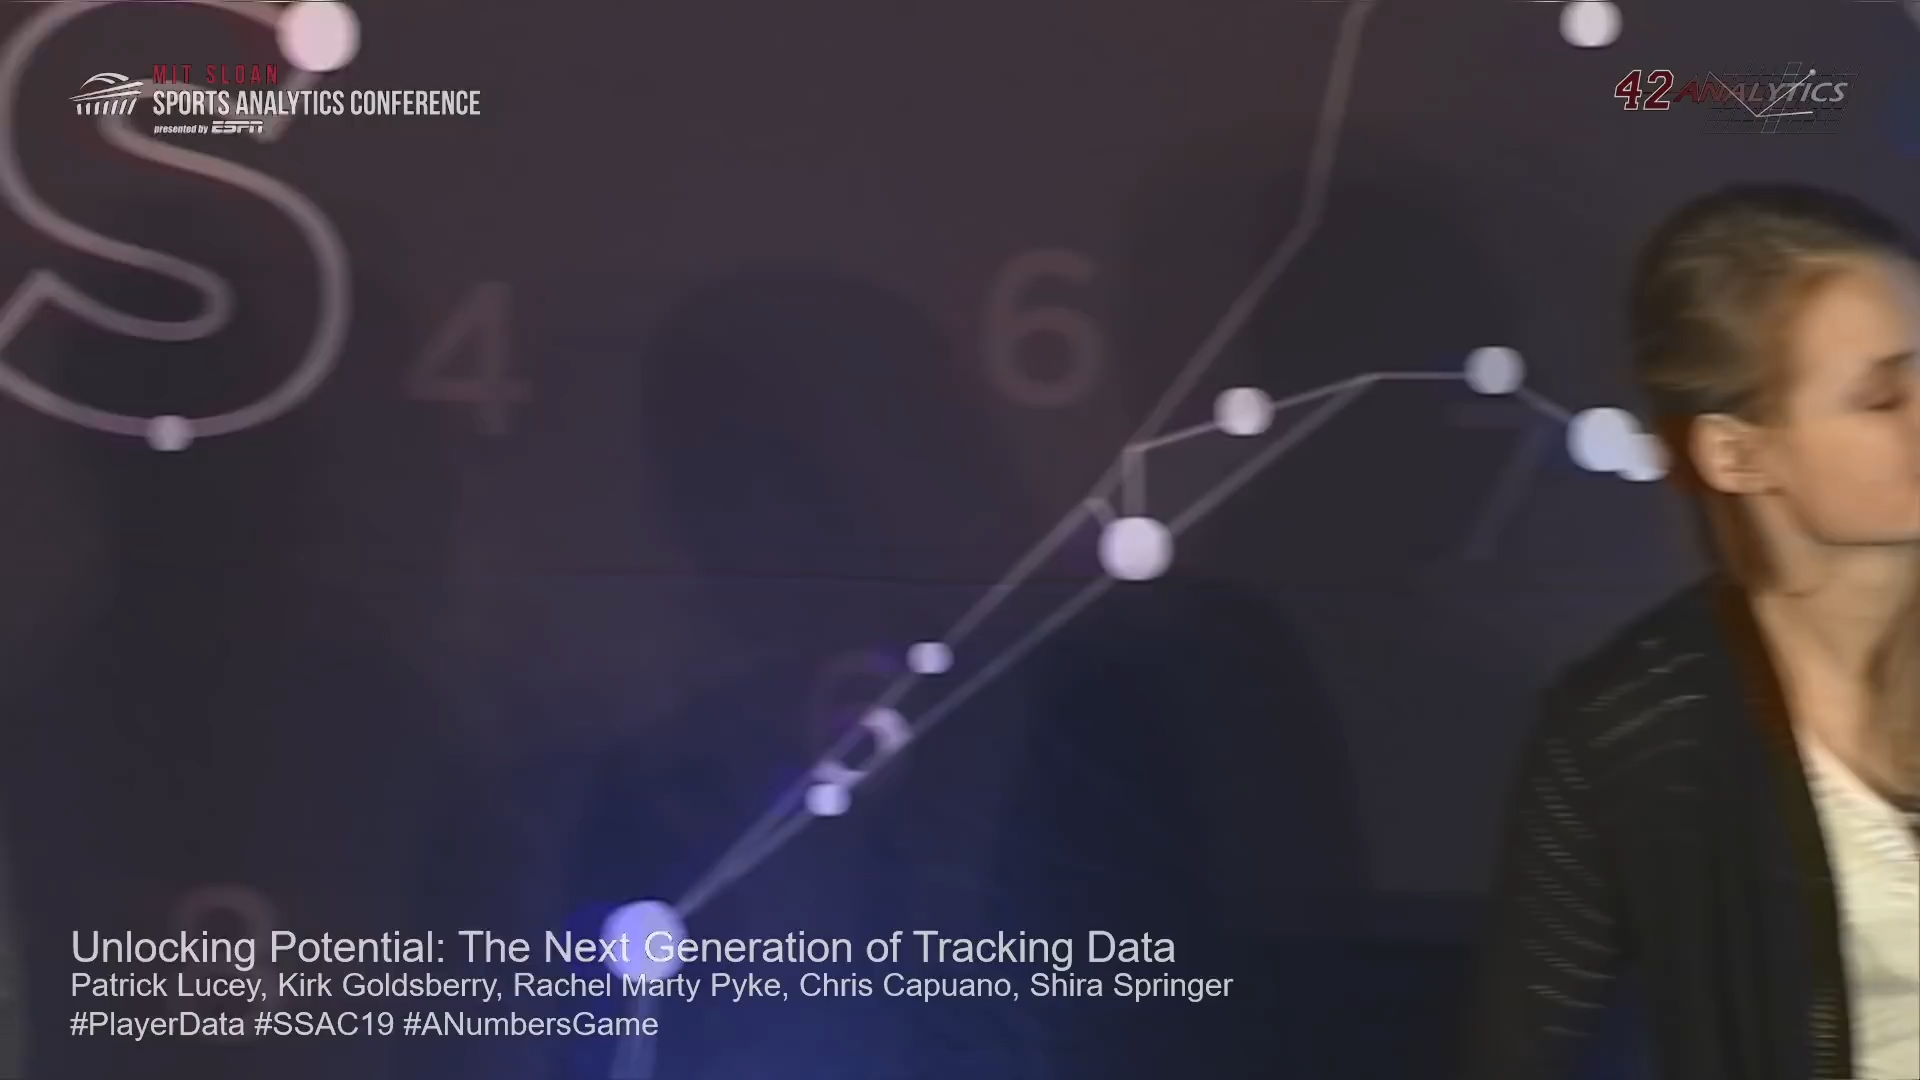 MIT SLOAN
SPORTS ANALYTICS CONFERENCE
presented by ESPN
42 ANALYTICS
S
4
6
Unlocking Potential: The Next Generation of Tracking Data
Patrick Lucey, Kirk Goldsberry, Rachel Marty Pyke, Chris Capuano, Shira Springer
#PlayerData #SSAC19 #ANumbersGame